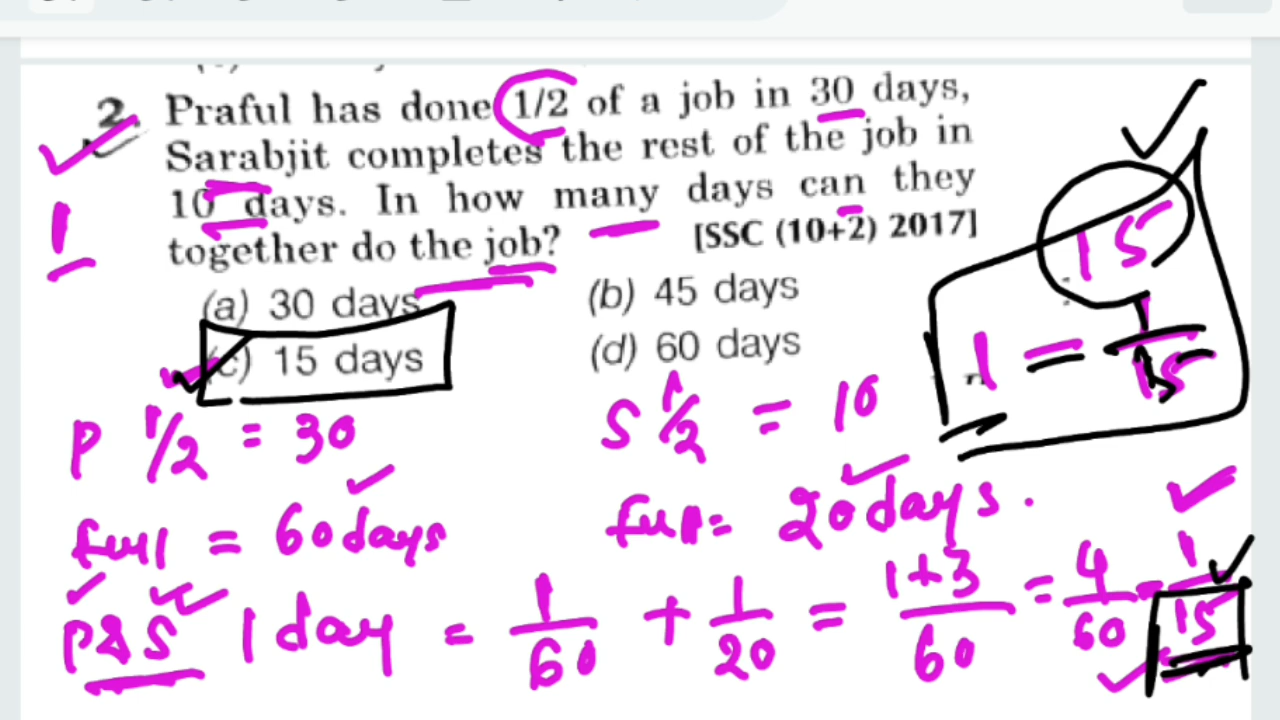 2. Praful has done 1/2 of a job in 30 days,
Sarabjit completes the rest of the job in
10 days. In how many days can they
together do the job? [SSC (10+2) 2017]
(a) 30 days (b) 45 days
(c) 15 days (d) 60 days
1
15
1 = 1/15
P 1/2 = 30 S 1/2 = 10
full = 60 days full = 20 days.
P&S 1 day = 1/60 + 1/20 = 1+3/60 = 4/60 = 1/15